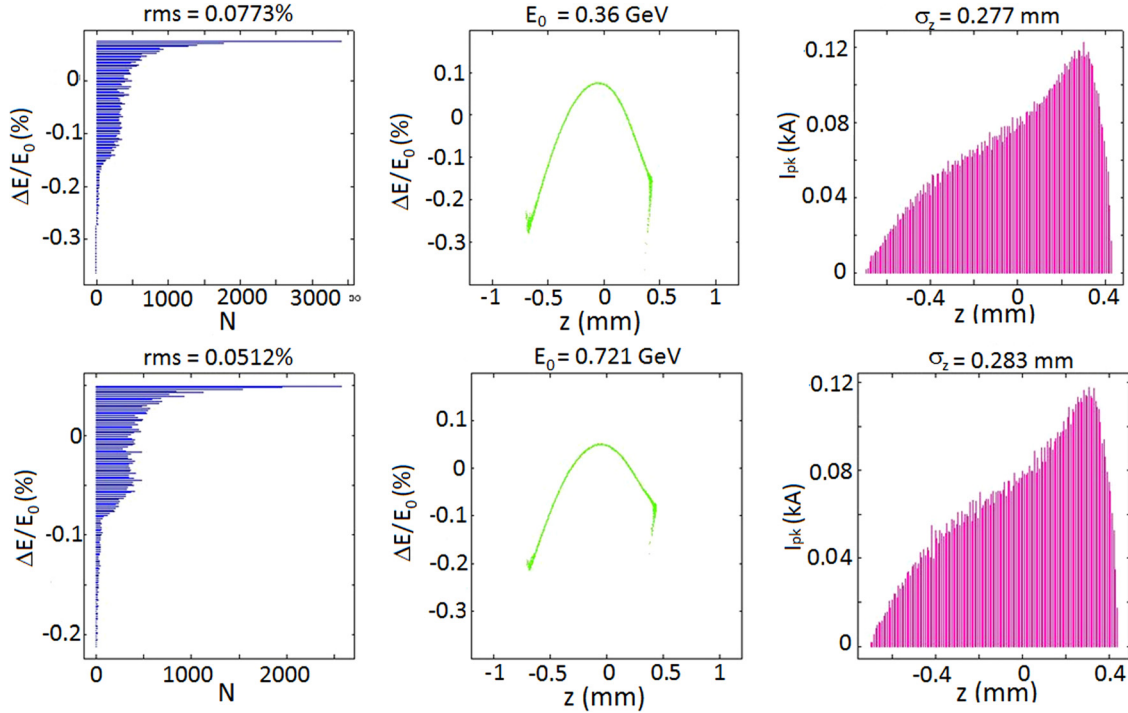 rms = 0.0773%
E0 = 0.36 GeV
σz = 0.277 mm
0
-0.1
-0.2
-0.3
ΔE/E0 (%)
0 1000 2000 3000
N
0.1
0
-0.1
-0.2
-0.3
ΔE/E0 (%)
-1 -0.5 0 0.5 1
z (mm)
0.12
0.08
0.04
0
Ipk (kA)
-0.4 0 0.4
z (mm)
rms = 0.0512%
E0 = 0.721 GeV
σz = 0.283 mm
0
-0.1
-0.2
ΔE/E0 (%)
0 1000 2000
N
0.1
0
-0.1
-0.2
-0.3
ΔE/E0 (%)
-1 -0.5 0 0.5 1
z (mm)
0.12
0.08
0.04
0
Ipk (kA)
-0.4 0 0.4
z (mm)